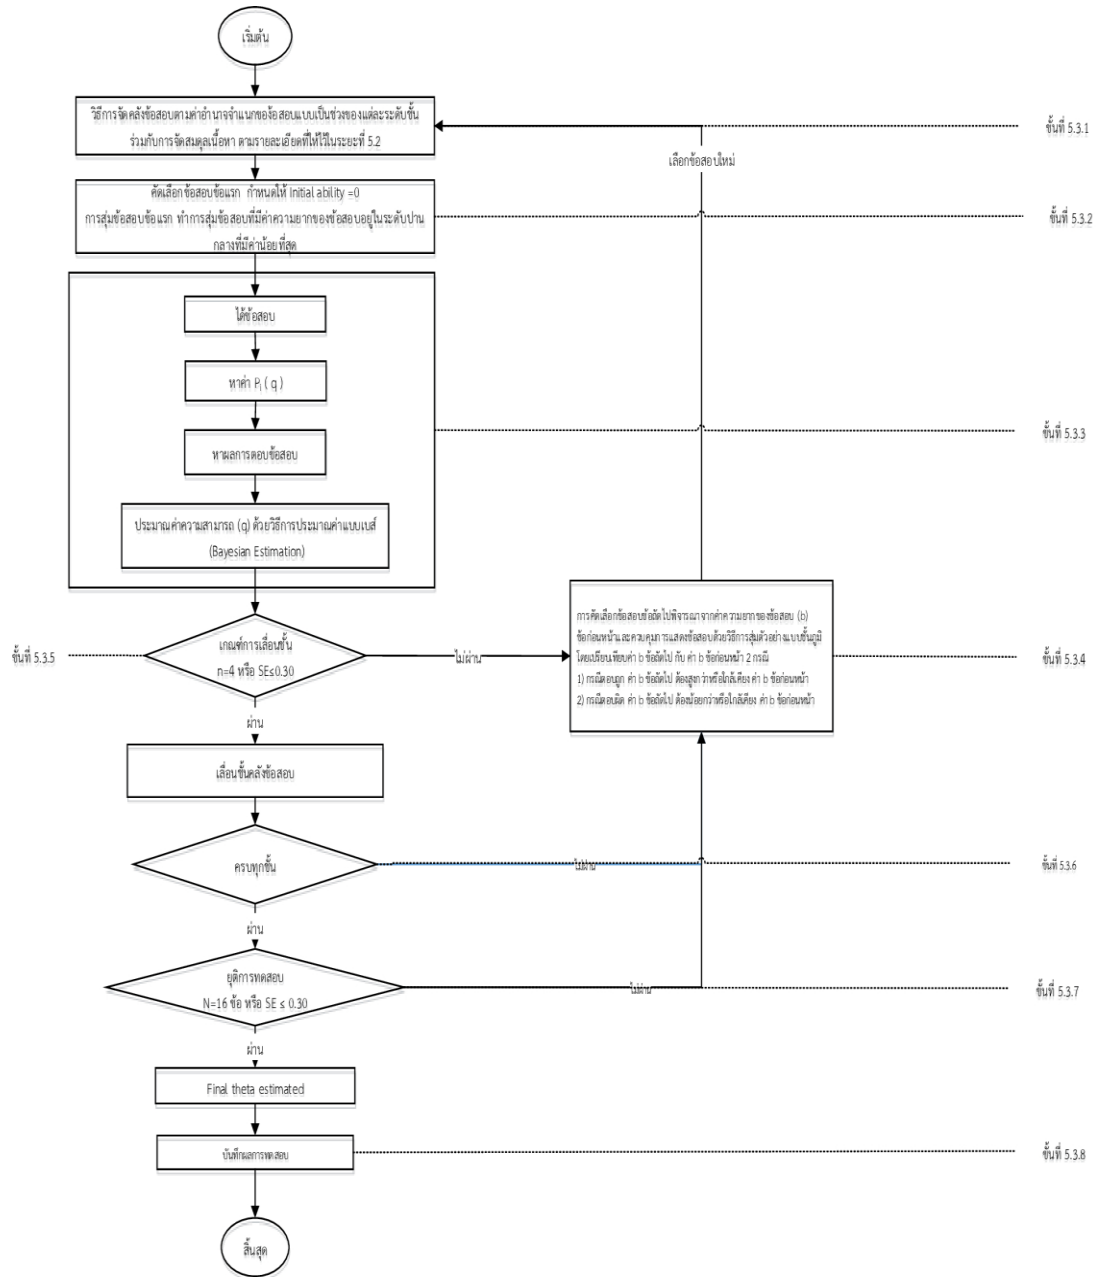 เริ่มต้น
วิธีการจัดคลังข้อสอบตามค่าอำนาจจำแนกของข้อสอบแบบเป็นช่วงของแต่ละระดับชั้น
ร่วมกับการจัดสมดุลเนื้อหา ตามรายละเอียดที่ให้ไว้ในระยะที่ 5.2
ขั้นที่ 5.3.1
เลือกข้อสอบใหม่
คัดเลือกข้อสอบข้อแรก กำหนดให้ Initial ability =0
การสุ่มข้อสอบข้อแรก ทำการสุ่มข้อสอบที่มีค่าความยากของข้อสอบอยู่ในระดับปาน
กลางที่มีค่าน้อยที่สุด
ขั้นที่ 5.3.2
ได้ข้อสอบ
หาค่า Pᵢ ( q )
หาผลการตอบข้อสอบ
ขั้นที่ 5.3.3
ประมาณค่าความสามารถ (q) ด้วยวิธีการประมาณค่าแบบเบส์
(Bayesian Estimation)
ขั้นที่ 5.3.5
เกณฑ์การเลื่อนชั้น
n=4 หรือ SE≤0.30
ไม่ผ่าน
การคัดเลือกข้อสอบข้อถัดไปพิจารณาจากค่าความยากของข้อสอบ (b)
ข้อก่อนหน้าและควบคุมการแสดงข้อสอบด้วยวิธีการสุ่มตัวอย่างแบบชั้นภูมิ
โดยเปรียบเทียบค่า b ข้อถัดไป กับ ค่า b ข้อก่อนหน้า 2 กรณี
1) กรณีตอบถูก ค่า b ข้อถัดไป ต้องสูงกว่าหรือใกล้เคียง ค่า b ข้อก่อนหน้า
2) กรณีตอบผิด ค่า b ข้อถัดไป ต้องน้อยกว่าหรือใกล้เคียง ค่า b ข้อก่อนหน้า
ขั้นที่ 5.3.4
ผ่าน
เลื่อนชั้นคลังข้อสอบ
ครบทุกชั้น
ไม่ผ่าน
ขั้นที่ 5.3.6
ผ่าน
ยุติการทดสอบ
N=16 ข้อ หรือ SE ≤ 0.30
ไม่ผ่าน
ขั้นที่ 5.3.7
ผ่าน
Final theta estimated
บันทึกผลการทดสอบ
ขั้นที่ 5.3.8
สิ้นสุด